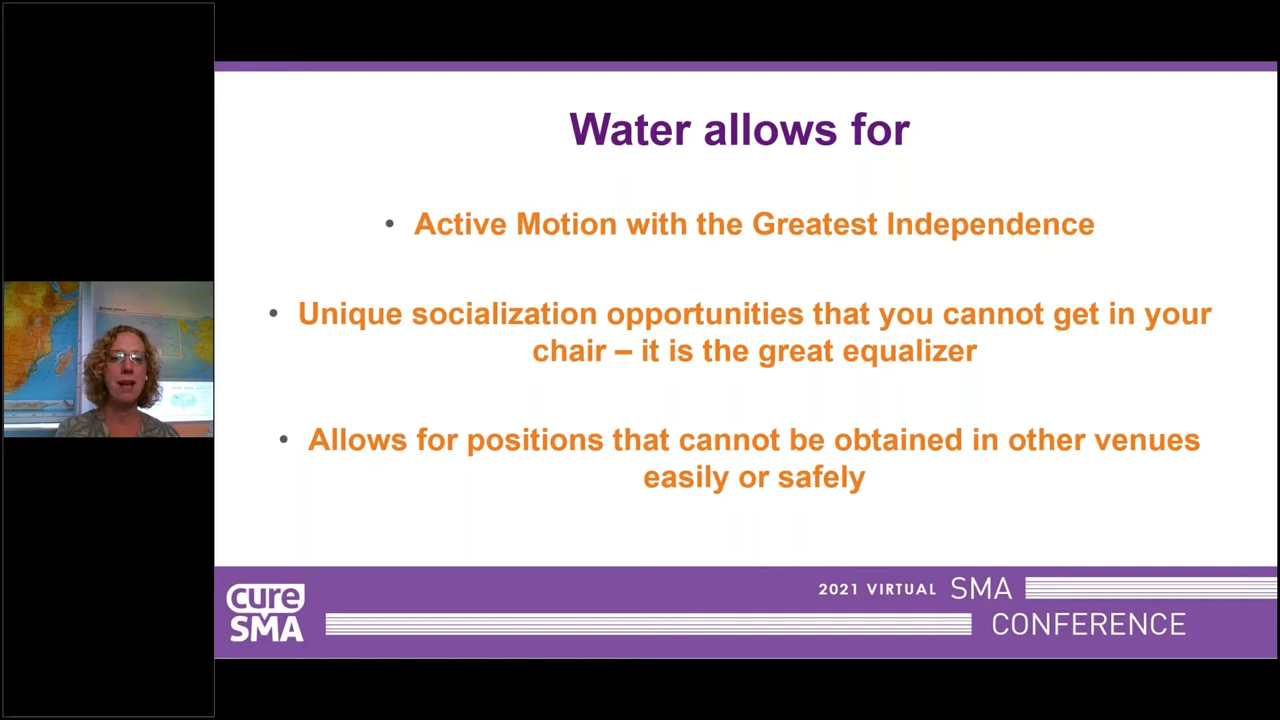 Water allows for
• Active Motion with the Greatest Independence
• Unique socialization opportunities that you cannot get in your
chair – it is the great equalizer
• Allows for positions that cannot be obtained in other venues
easily or safely
cure
SMA
2021 VIRTUAL SMA
CONFERENCE